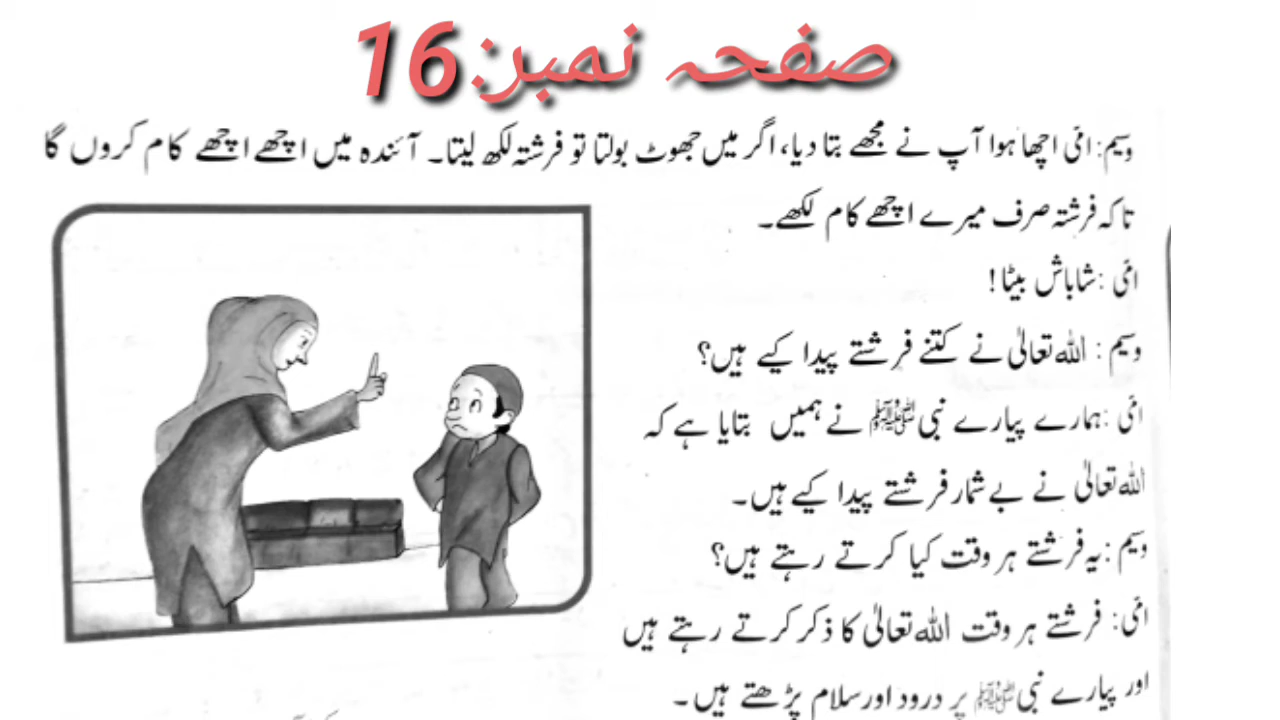 صفحہ نمبر:16
وسیم: امّی اچھا ہوا آپ نے مجھے بتا دیا، اگر میں جھوٹ بولتا تو فرشتہ لکھ لیتا۔ آئندہ میں اچھے اچھے کام کروں گا
تاکہ فرشتہ صرف میرے اچھے کام لکھے۔
امّی :شاباش بیٹا!
وسیم : اللہ تعالیٰ نے کتنے فرشتے پیدا کیے ہیں؟
امّی :ہمارے پیارے نبی ﷺ نے ہمیں بتایا ہے کہ
اللہ تعالیٰ نے بے شمار فرشتے پیدا کیے ہیں۔
وسیم :یہ فرشتے ہر وقت کیا کرتے رہتے ہیں؟
امّی: فرشتے ہر وقت اللہ تعالیٰ کا ذکر کرتے رہتے ہیں
اور پیارے نبی ﷺ پر درود اور سلام پڑھتے ہیں۔